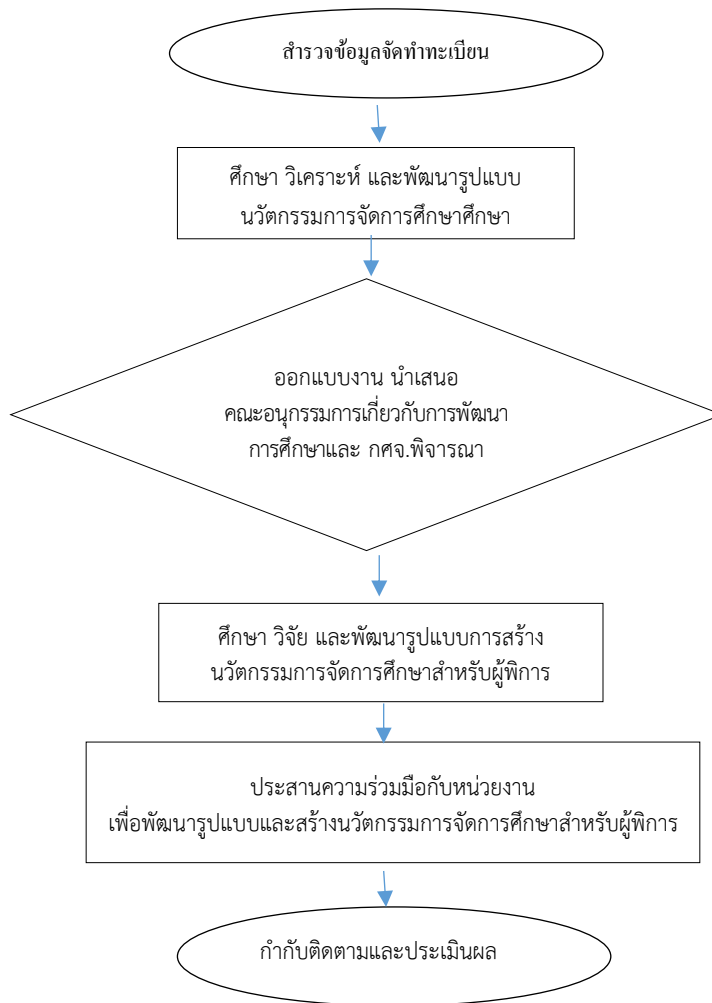 สำรวจข้อมูลจัดทำทะเบียน
ศึกษา วิเคราะห์ และพัฒนารูปแบบ
นวัตกรรมการจัดการศึกษาศึกษา
ออกแบบงาน นำเสนอ
คณะอนุกรรมการเกี่ยวกับการพัฒนา
การศึกษาและ กศจ.พิจารณา
ศึกษา วิจัย และพัฒนารูปแบบการสร้าง
นวัตกรรมการจัดการศึกษาสำหรับผู้พิการ
ประสานความร่วมมือกับหน่วยงาน
เพื่อพัฒนารูปแบบและสร้างนวัตกรรมการจัดการศึกษาสำหรับผู้พิการ
กำกับติดตามและประเมินผล